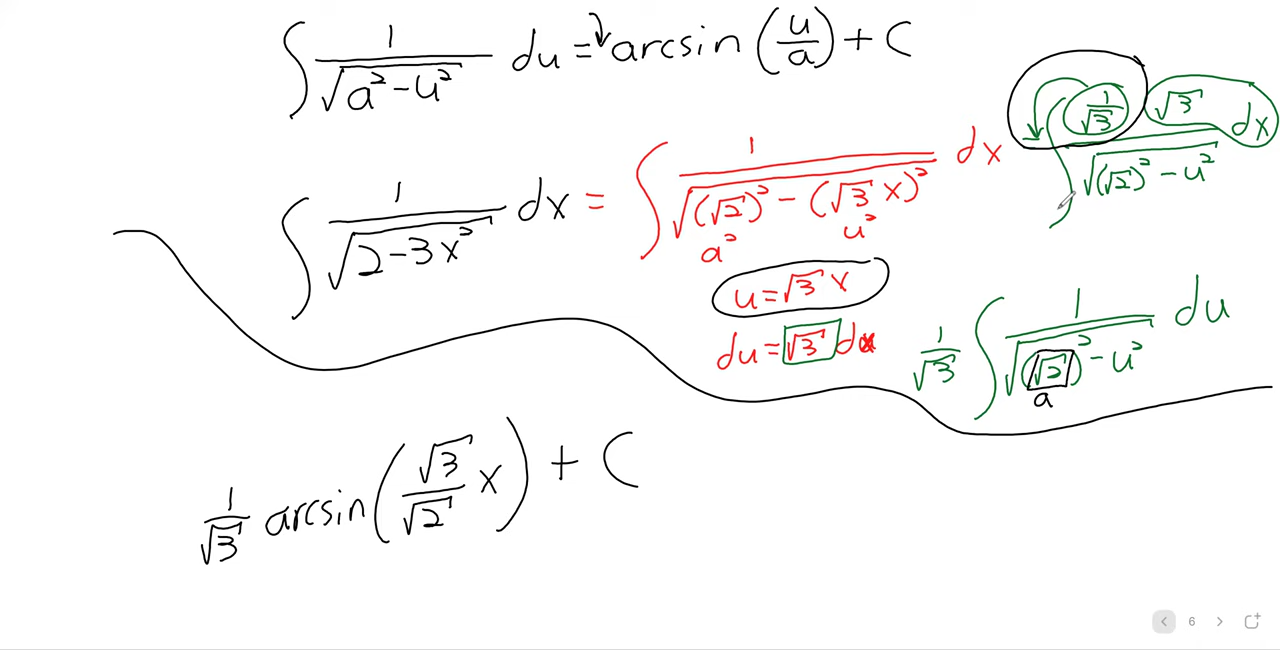 ∫ 1/√(a² − u²) du = arcsin (u/a) + C
∫ 1/√(2 − 3x²) dx = ∫ 1/√((√2)² − (√3 x)²) dx
a² u²
u = √3 x
du = √3 dx
∫ (1/√3) √3 dx / √((√2)² − u²)
1/√3 ∫ 1/√((√2)² − u²) du
a
1/√3 arcsin (√3/√2 x) + C
6